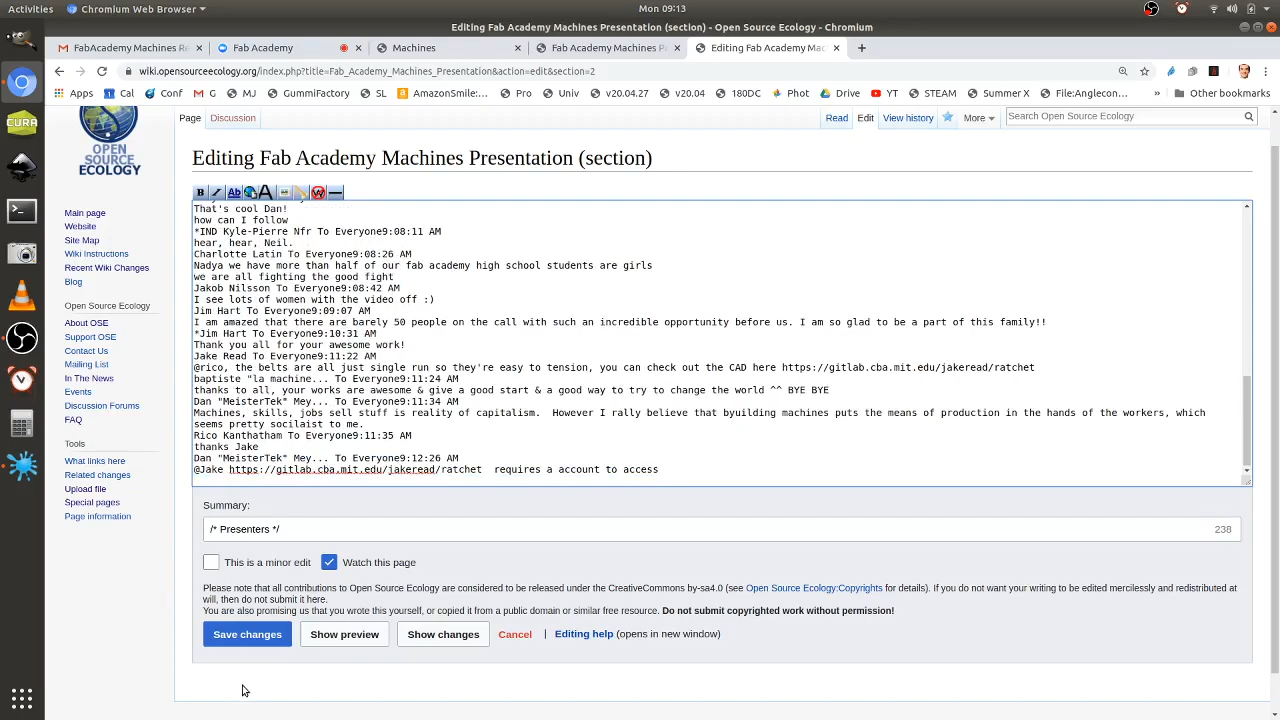 Activities
Chromium Web Browser
Mon 09:13
Editing Fab Academy Machines Presentation (section) - Open Source Ecology - Chromium
FabAcademy Machines Re
Fab Academy
Machines
Fab Academy Machines P
Editing Fab Academy Mac
wiki.opensourceecology.org/index.php?title=Fab_Academy_Machines_Presentation&action=edit&section=2
Apps
Cal
Conf
G
MJ
GummiFactory
SL
AmazonSmile:...
Pro
Univ
v20.04.27
v20.04
180DC
Phot
Drive
YT
STEAM
Summer X
File:Anglecon...
»
Other bookmarks
CURA
OPEN
SOURCE
ECOLOGY
Page
Discussion
Read
Edit
View history
More
Search Open Source Ecology
Editing Fab Academy Machines Presentation (section)
B
I
Ab
A
Main page
Website
Site Map
Wiki Instructions
Recent Wiki Changes
Blog
Open Source Ecology
About OSE
Support OSE
Contact Us
Mailing List
In The News
Events
Discussion Forums
FAQ
Tools
What links here
Related changes
Upload file
Special pages
Page information
That's cool Dan!
how can I follow
*IND Kyle-Pierre Nfr To Everyone9:08:11 AM
hear, hear, Neil.
Charlotte Latin To Everyone9:08:26 AM
Nadya we have more than half of our fab academy high school students are girls
we are all fighting the good fight
Jakob Nilsson To Everyone9:08:42 AM
I see lots of women with the video off :)
Jim Hart To Everyone9:09:07 AM
I am amazed that there are barely 50 people on the call with such an incredible opportunity before us. I am so glad to be a part of this family!!
*Jim Hart To Everyone9:10:31 AM
Thank you all for your awesome work!
Jake Read To Everyone9:11:22 AM
@rico, the belts are all just single run so they're easy to tension, you can check out the CAD here https://gitlab.cba.mit.edu/jakeread/ratchet
baptiste "la machine... To Everyone9:11:24 AM
thanks to all, your works are awesome & give a good start & a good way to try to change the world ^^ BYE BYE
Dan "MeisterTek" Mey... To Everyone9:11:34 AM
Machines, skills, jobs sell stuff is reality of capitalism.  However I rally believe that byuilding machines puts the means of production in the hands of the workers, which
seems pretty socilaist to me.
Rico Kanthatham To Everyone9:11:35 AM
thanks Jake
Dan "MeisterTek" Mey... To Everyone9:12:26 AM
@Jake https://gitlab.cba.mit.edu/jakeread/ratchet  requires a account to access
Summary:
/* Presenters */
238
This is a minor edit
Watch this page
Please note that all contributions to Open Source Ecology are considered to be released under the CreativeCommons by-sa4.0 (see Open Source Ecology:Copyrights for details). If you do not want your writing to be edited mercilessly and redistributed at
will, then do not submit it here.
You are also promising us that you wrote this yourself, or copied it from a public domain or similar free resource. Do not submit copyrighted work without permission!
Save changes
Show preview
Show changes
Cancel
| Editing help (opens in new window)